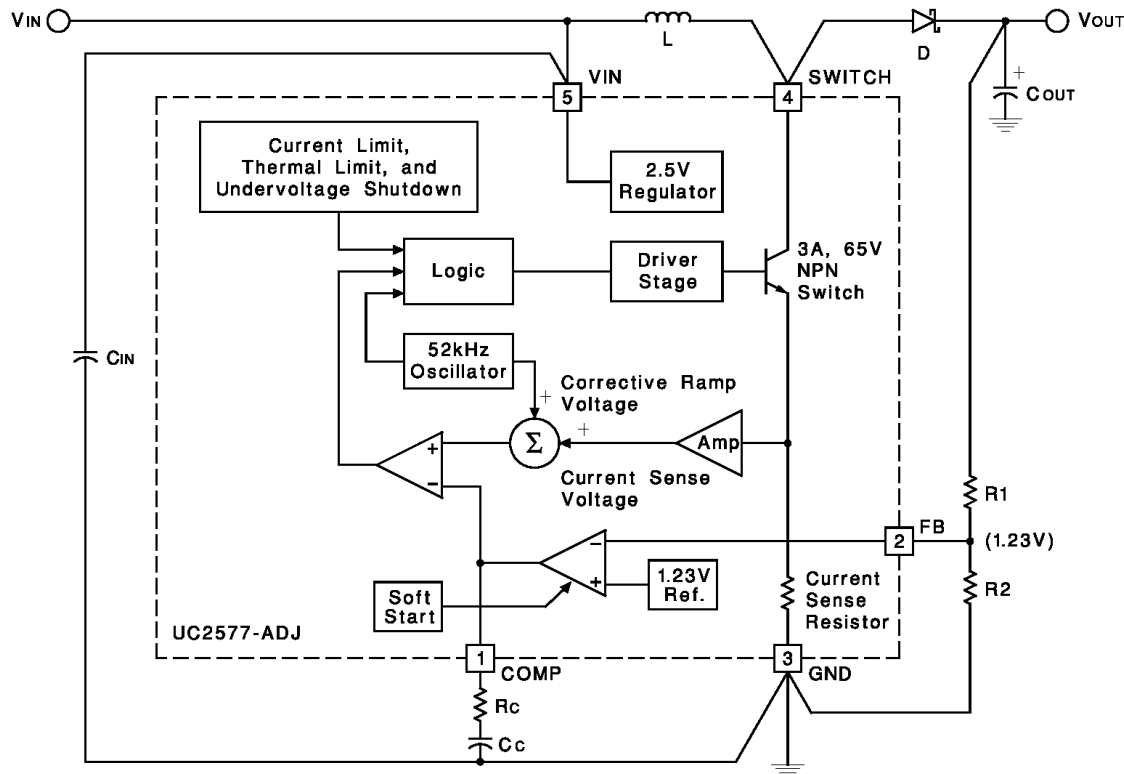 VIN
L
D
VOUT
VIN
SWITCH
5
4
+
COUT
Current Limit,
Thermal Limit, and
Undervoltage Shutdown
2.5V
Regulator
Logic
Driver
Stage
3A, 65V
NPN
Switch
CIN
52kHz
Oscillator
+
Corrective Ramp
Voltage
+
Σ
Amp
+
−
Current Sense
Voltage
R1
FB
2
(1.23V)
−
+
1.23V
Ref.
Soft
Start
Current
Sense
Resistor
R2
UC2577-ADJ
1
COMP
3
GND
RC
CC